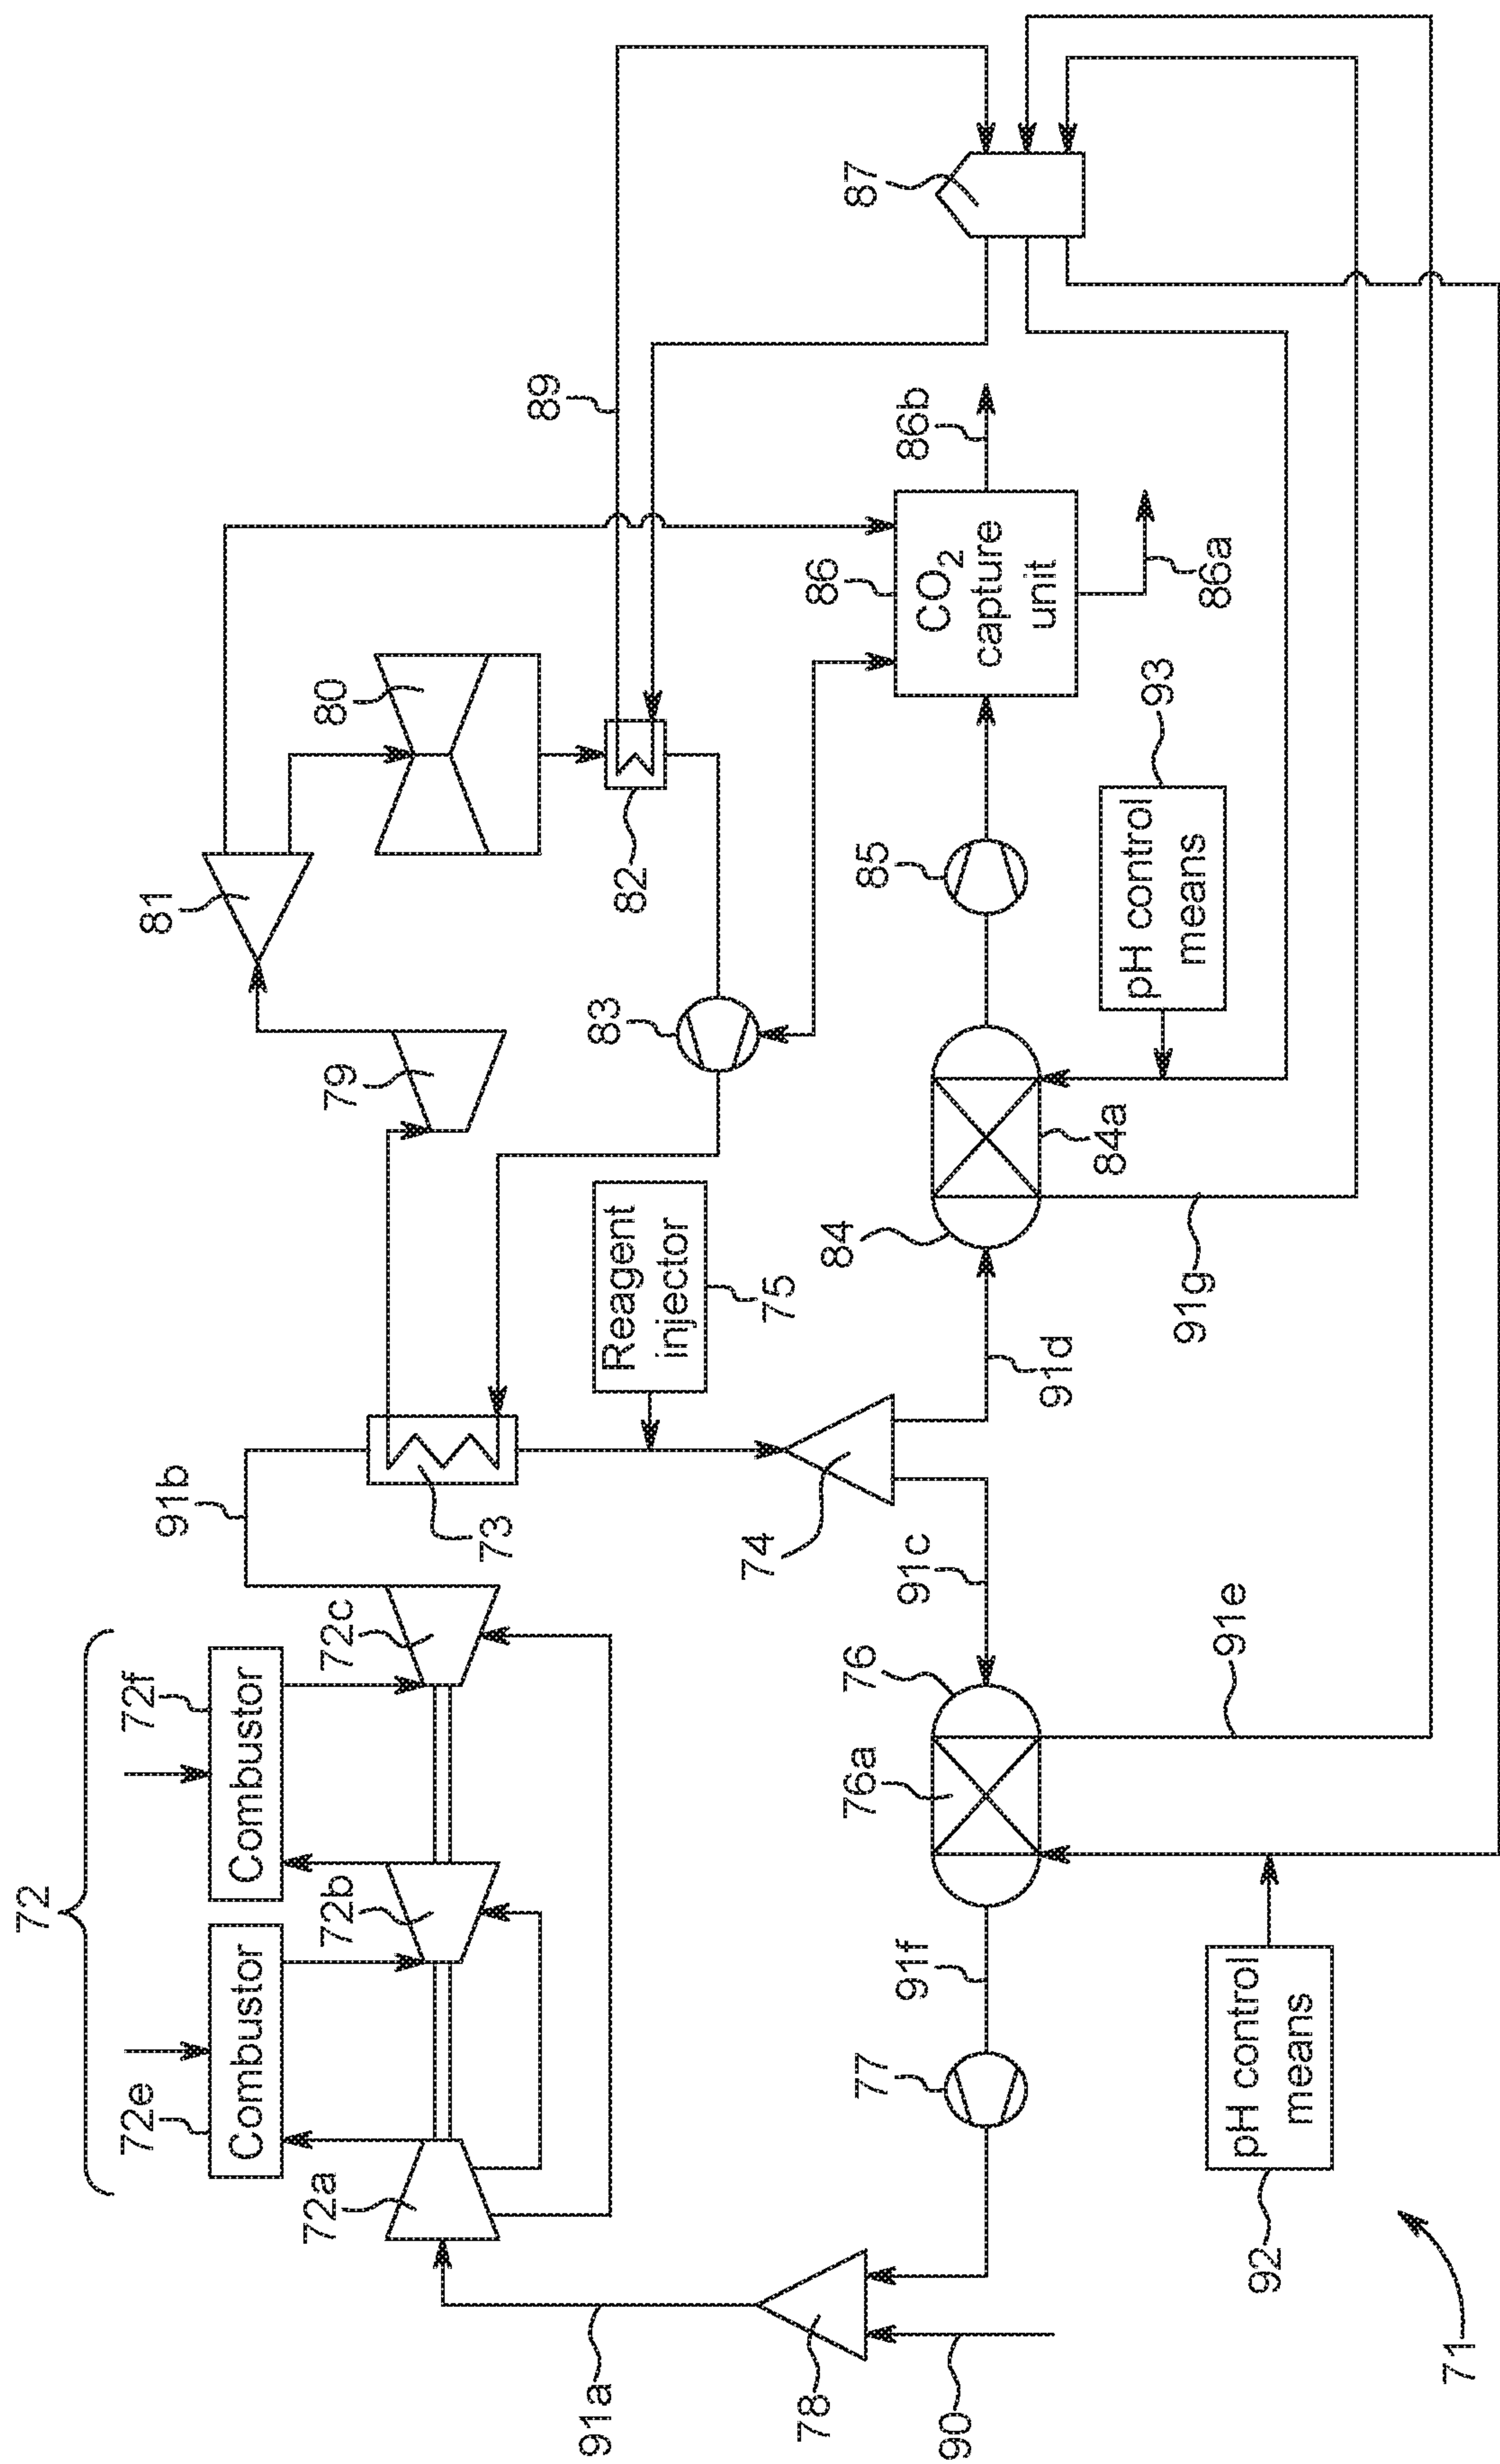 72
72e
Combustor
72f
Combustor
72a
72b
72c
91b
73
79
81
80
82
83
89
Reagent
injector
75
74
91a
78
90
77
91f
76a
76
91c
91d
84
84a
85
86
CO2
capture
unit
86b
86a
87
91e
91g
pH control
means
92
pH control
means
93
71